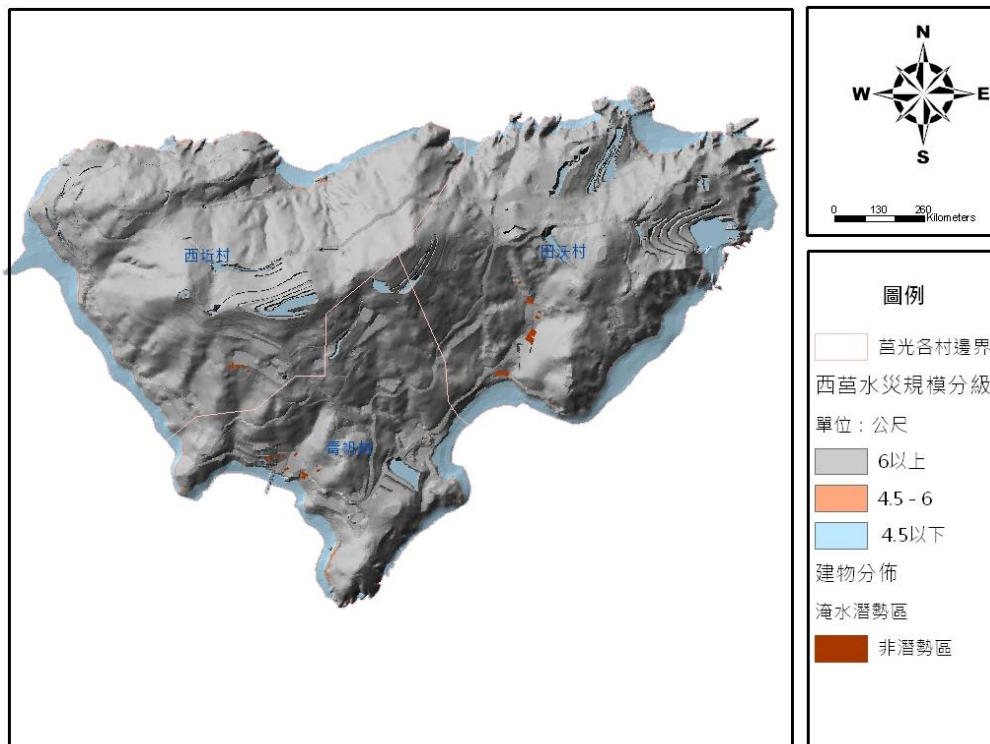 N
W E
S
0 130 260
Kilometers
西坵村
田沃村
青帆村
圖例
莒光各村邊界
西莒水災規模分級
單位：公尺
6以上
4.5 - 6
4.5以下
建物分佈
淹水潛勢區
非潛勢區